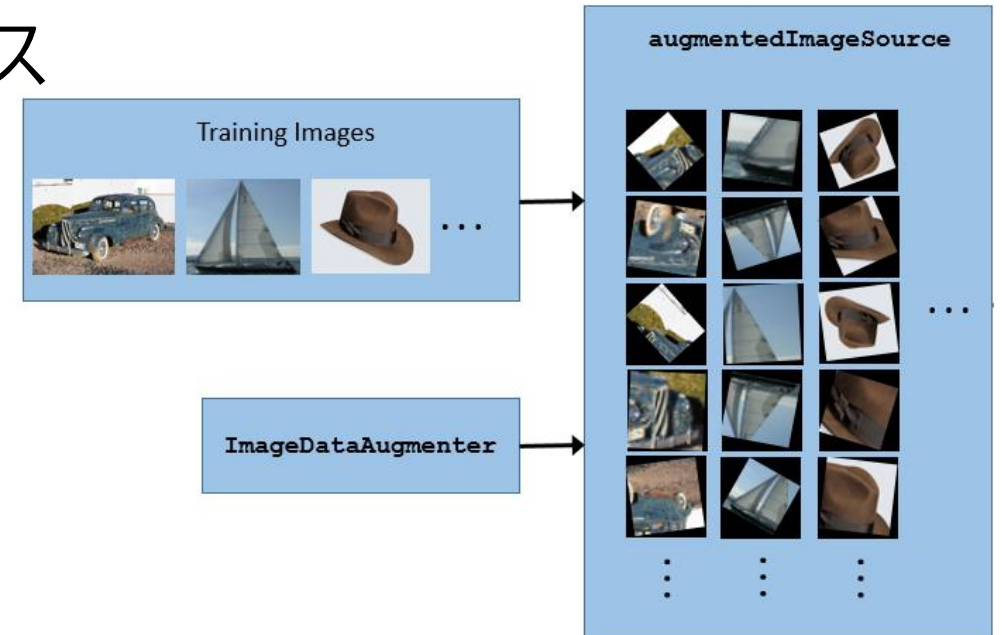 ス
augmentedImageSource
Training Images
...
...
ImageDataAugmenter